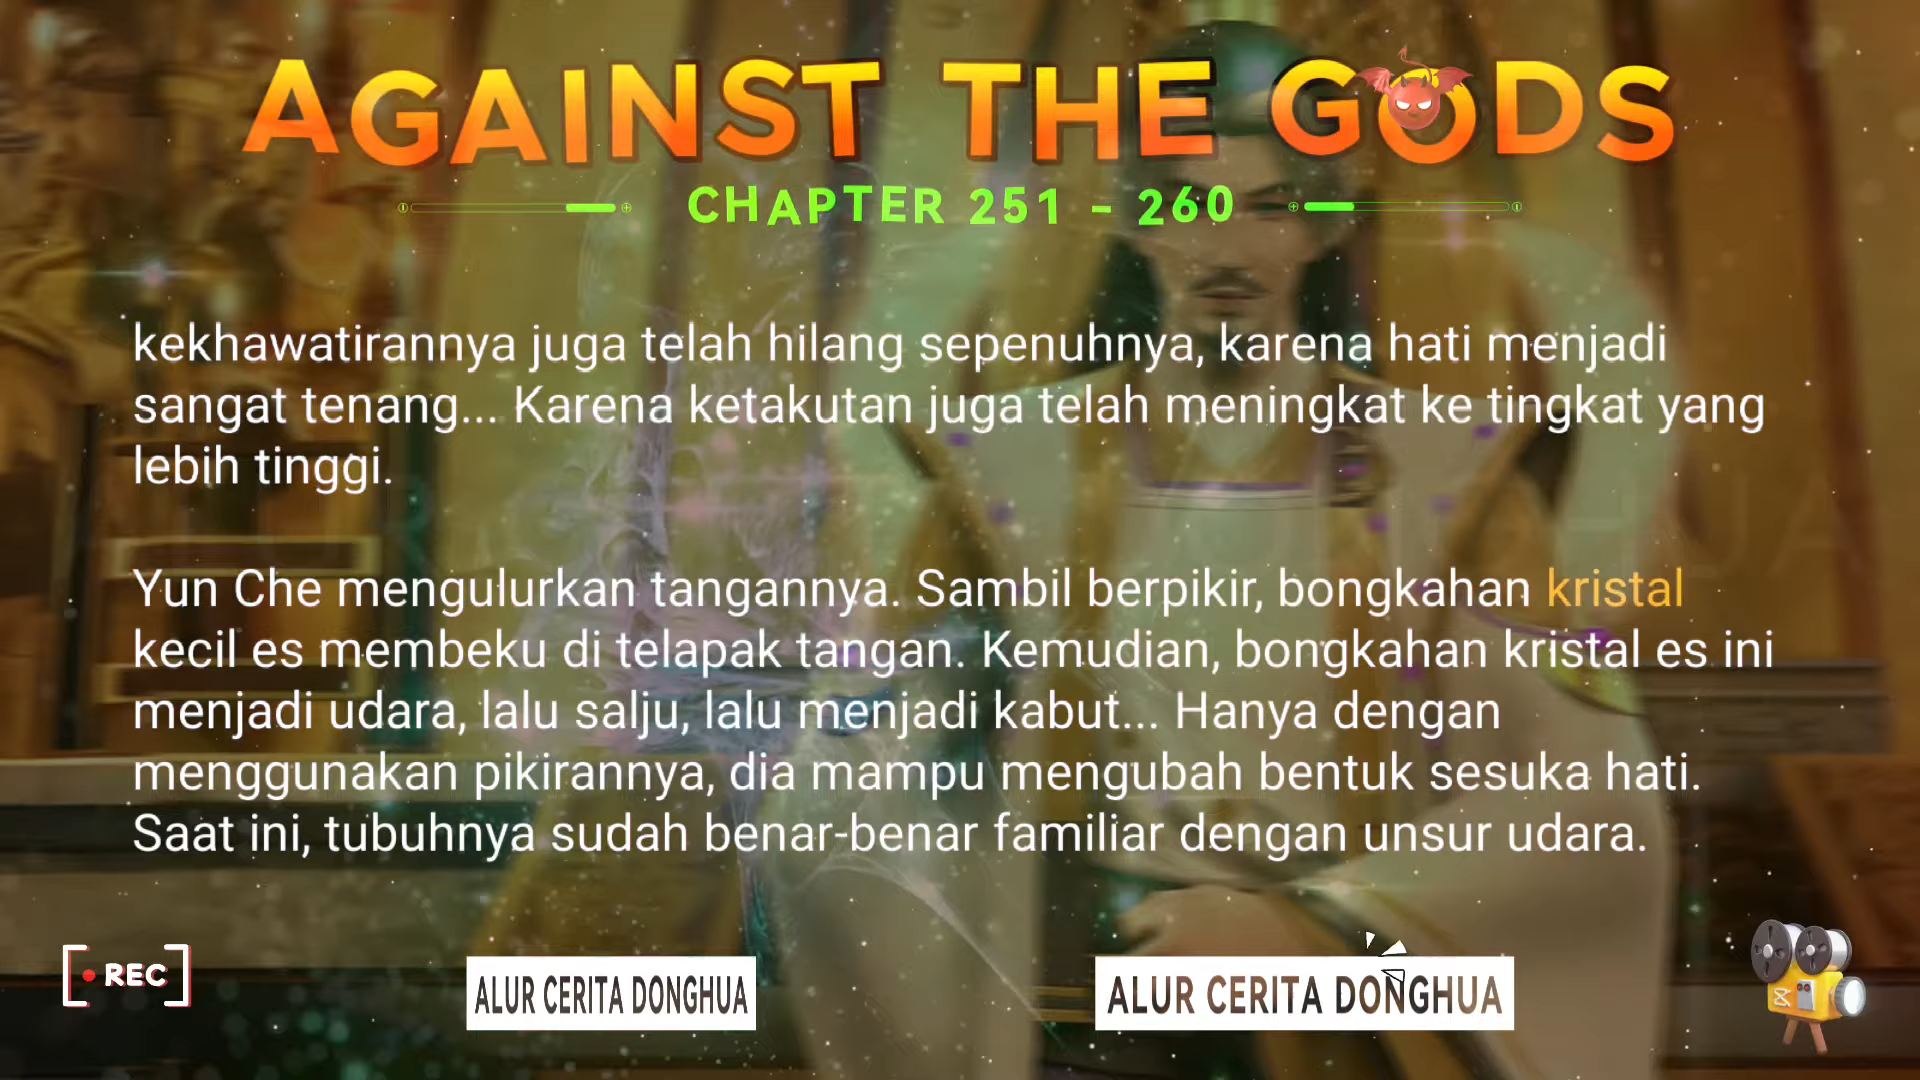 AGAINST THE GODS
CHAPTER 251 - 260
kekhawatirannya juga telah hilang sepenuhnya, karena hati menjadi
sangat tenang... Karena ketakutan juga telah meningkat ke tingkat yang
lebih tinggi.
Yun Che mengulurkan tangannya. Sambil berpikir, bongkahan kristal
kecil es membeku di telapak tangan. Kemudian, bongkahan kristal es ini
menjadi udara, lalu salju, lalu menjadi kabut... Hanya dengan
menggunakan pikirannya, dia mampu mengubah bentuk sesuka hati.
Saat ini, tubuhnya sudah benar-benar familiar dengan unsur udara.
REC
ALUR CERITA DONGHUA
ALUR CERITA DONGHUA